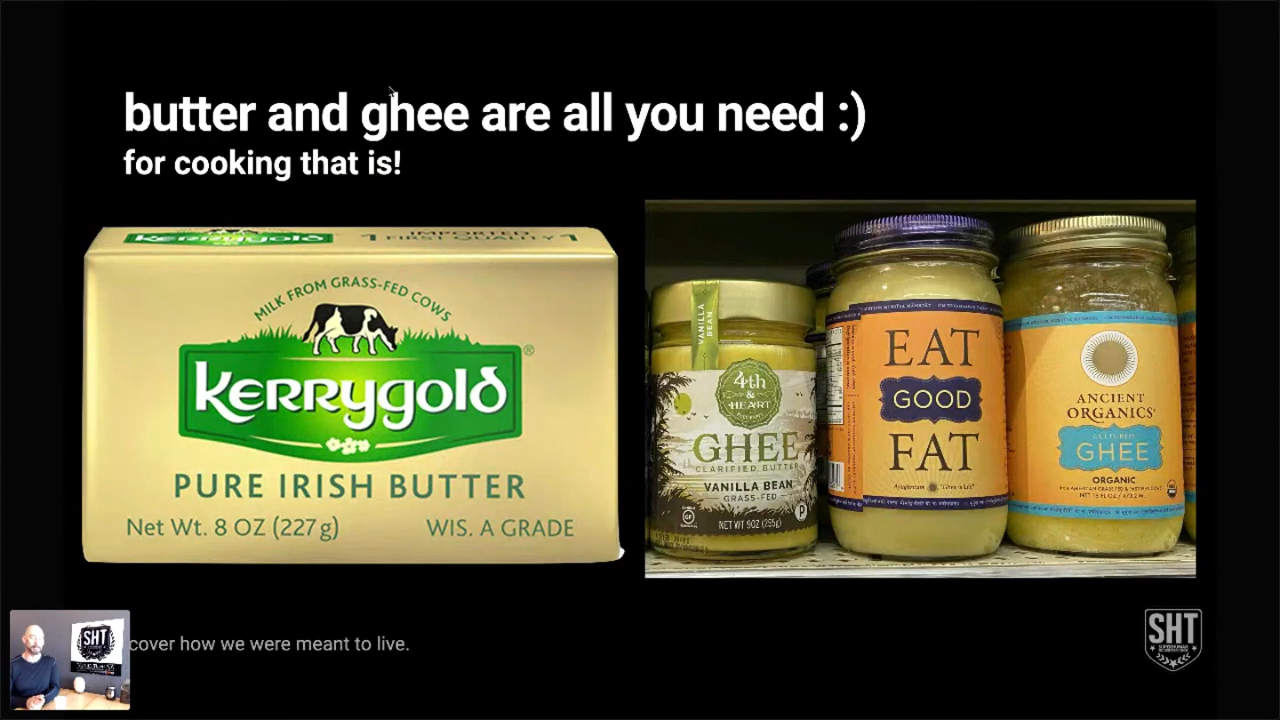 butter and ghee are all you need :)
for cooking that is!
Kerrygold
IMPORTED
1 FIRST QUALITY 1
MILK FROM GRASS-FED COWS
Kerrygold®
PURE IRISH BUTTER
Net Wt. 8 OZ (227g)
WIS. A GRADE
VANILLA BEAN
4th
&
HEART
GHEE
CLARIFIED BUTTER
VANILLA BEAN
GRASS-FED
NET WT 9OZ (255g)
EAT
GOOD
FAT
ANCIENT
ORGANICS
GHEE
ORGANIC
SHT
cover how we were meant to live.
SHT